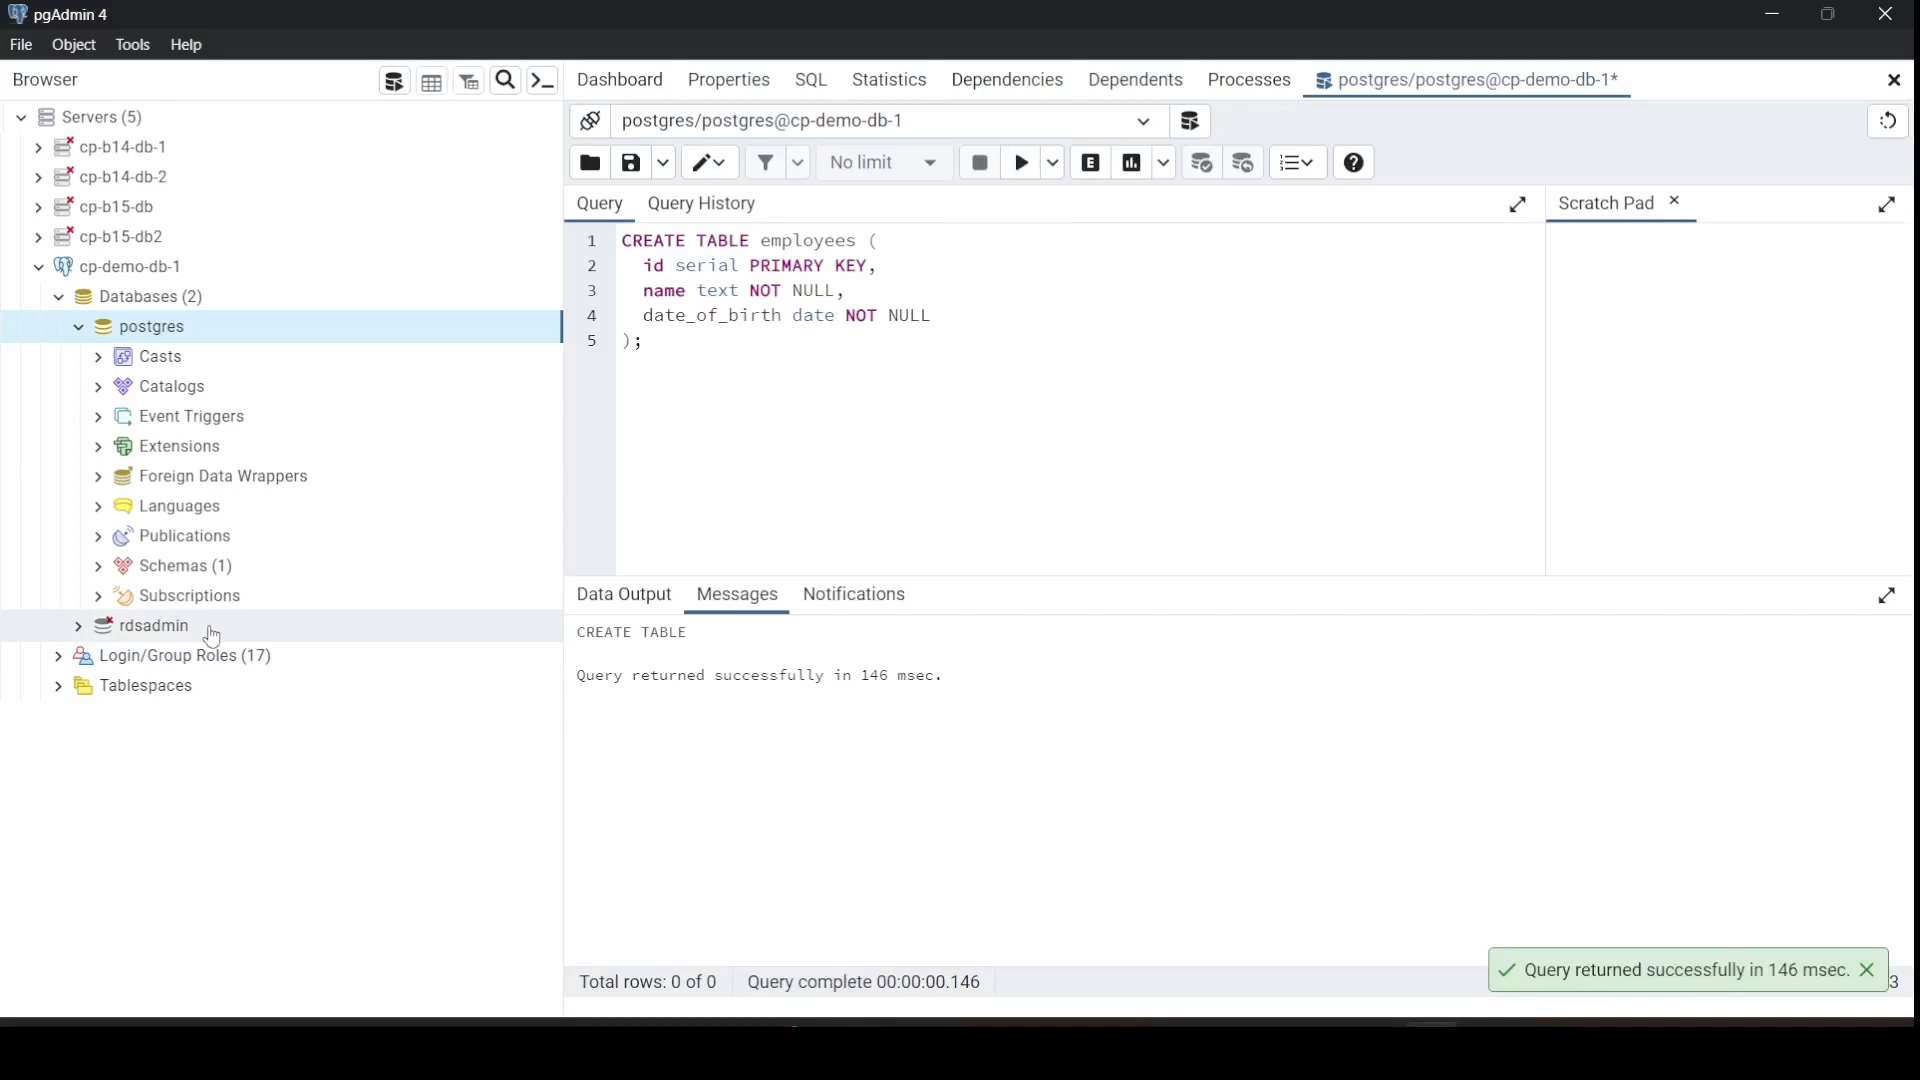 pgAdmin 4
File Object Tools Help
Browser
Servers (5)
cp-b14-db-1
cp-b14-db-2
cp-b15-db
cp-b15-db2
cp-demo-db-1
Databases (2)
postgres
Casts
Catalogs
Event Triggers
Extensions
Foreign Data Wrappers
Languages
Publications
Schemas (1)
Subscriptions
rdsadmin
Login/Group Roles (17)
Tablespaces
Dashboard Properties SQL Statistics Dependencies Dependents Processes postgres/postgres@cp-demo-db-1*
postgres/postgres@cp-demo-db-1
No limit E
Query Query History
1 CREATE TABLE employees (
2 id serial PRIMARY KEY,
3 name text NOT NULL,
4 date_of_birth date NOT NULL
5 );
Scratch Pad
Data Output Messages Notifications
CREATE TABLE
Query returned successfully in 146 msec.
Total rows: 0 of 0 Query complete 00:00:00.146
Query returned successfully in 146 msec.
3